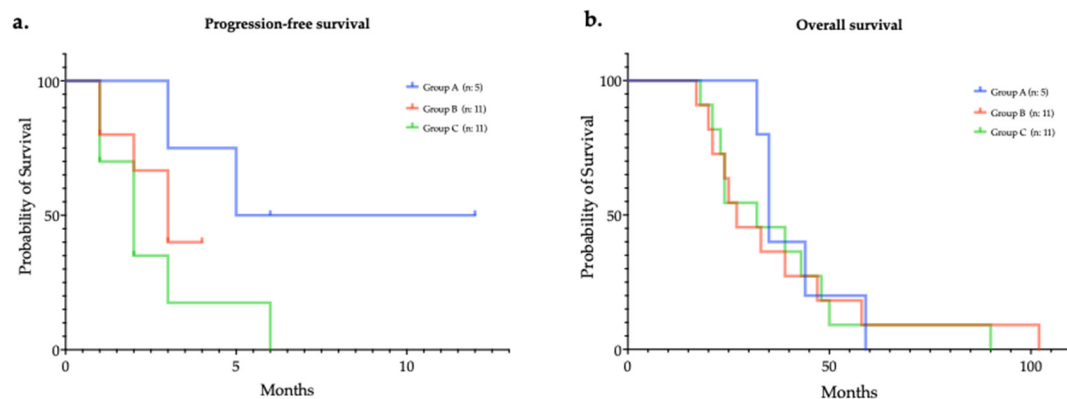 a.
Progression-free survival
Probability of Survival
100
50
0
Group A (n: 5)
Group B (n: 11)
Group C (n: 11)
0
5
10
Months
b.
Overall survival
Probability of Survival
100
50
0
Group A (n: 5)
Group B (n: 11)
Group C (n: 11)
0
50
100
Months